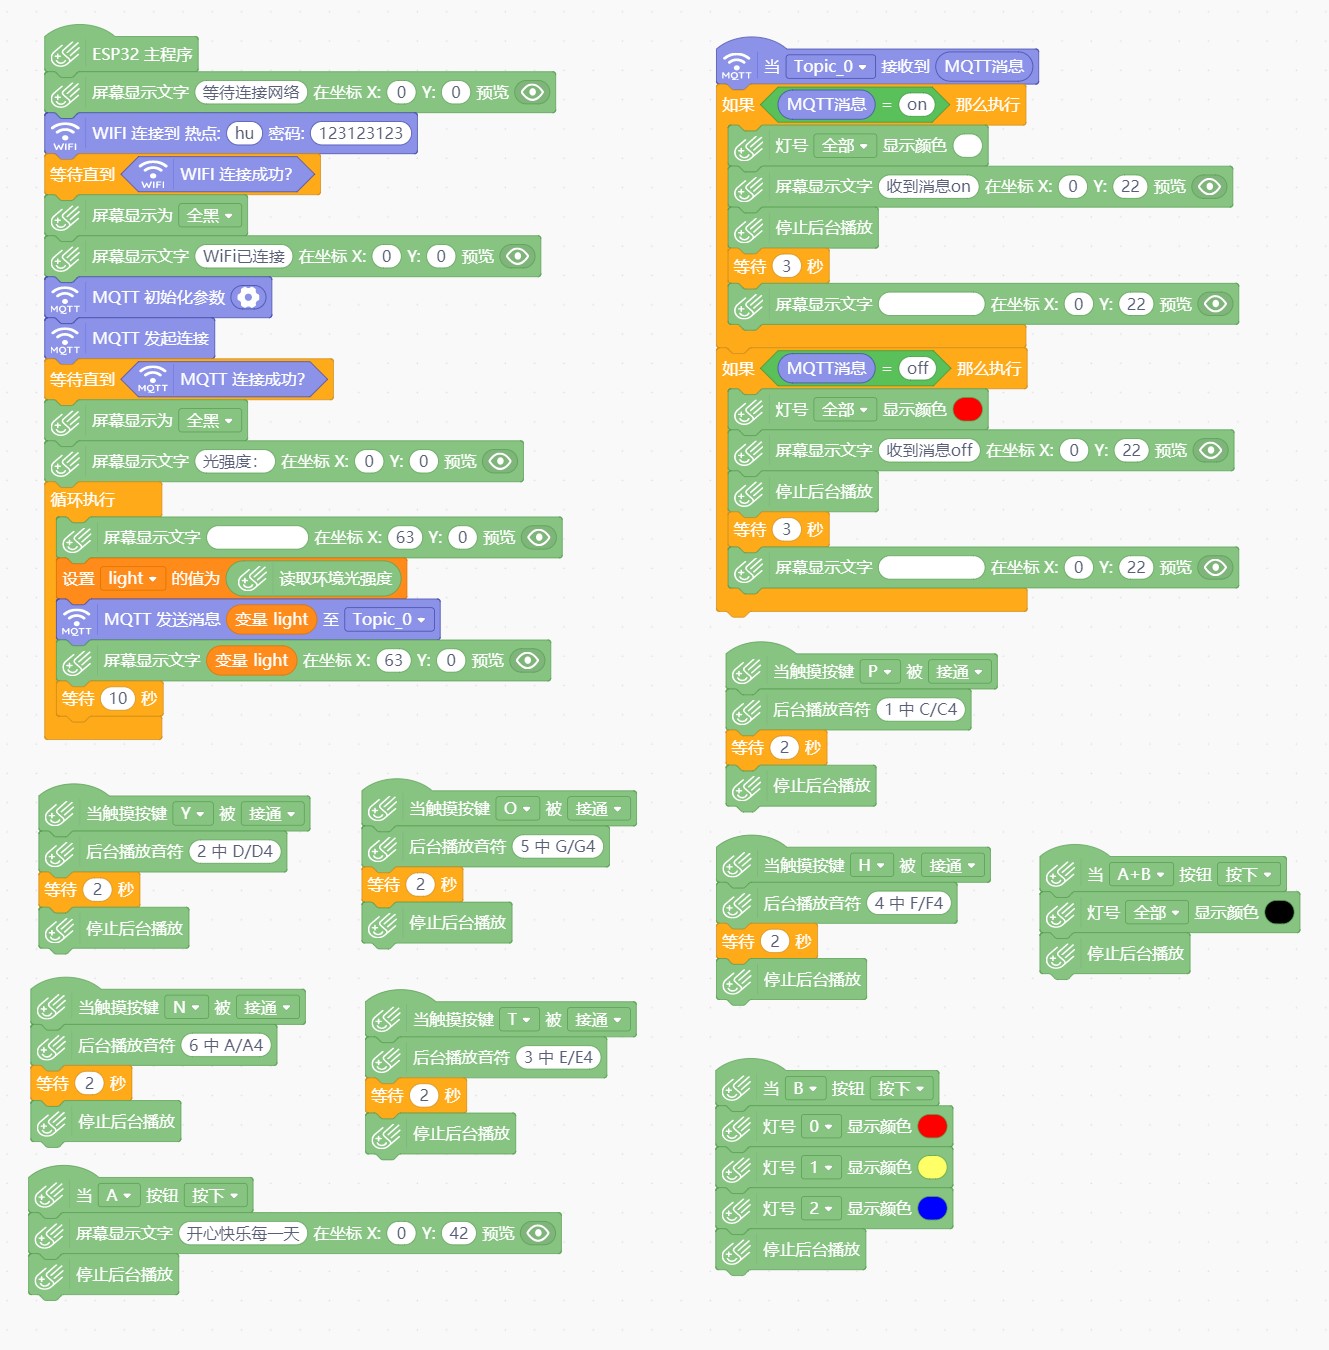 ESP32 主程序
屏幕显示文字 等待连接网络 在坐标 X: 0 Y: 0 预览
WIFI WIFI 连接到 热点: hu 密码: 123123123
等待直到 WIFI WIFI 连接成功?
屏幕显示为 全黑
屏幕显示文字 WiFi已连接 在坐标 X: 0 Y: 0 预览
MQTT MQTT 初始化参数
MQTT MQTT 发起连接
等待直到 MQTT MQTT 连接成功?
屏幕显示为 全黑
屏幕显示文字 光强度: 在坐标 X: 0 Y: 0 预览
循环执行
屏幕显示文字 在坐标 X: 63 Y: 0 预览
设置 light 的值为 读取环境光强度
MQTT MQTT 发送消息 变量 light 至 Topic_0
屏幕显示文字 变量 light 在坐标 X: 63 Y: 0 预览
等待 10 秒
MQTT 当 Topic_0 接收到 MQTT消息
如果 MQTT消息 = on 那么执行
灯号 全部 显示颜色
屏幕显示文字 收到消息on 在坐标 X: 0 Y: 22 预览
停止后台播放
等待 3 秒
屏幕显示文字 在坐标 X: 0 Y: 22 预览
如果 MQTT消息 = off 那么执行
灯号 全部 显示颜色
屏幕显示文字 收到消息off 在坐标 X: 0 Y: 22 预览
停止后台播放
等待 3 秒
屏幕显示文字 在坐标 X: 0 Y: 22 预览
当触摸按键 P 被 接通
后台播放音符 1 中 C/C4
等待 2 秒
停止后台播放
当触摸按键 Y 被 接通
后台播放音符 2 中 D/D4
等待 2 秒
停止后台播放
当触摸按键 O 被 接通
后台播放音符 5 中 G/G4
等待 2 秒
停止后台播放
当触摸按键 H 被 接通
后台播放音符 4 中 F/F4
等待 2 秒
停止后台播放
当 A+B 按钮 按下
灯号 全部 显示颜色
停止后台播放
当触摸按键 N 被 接通
后台播放音符 6 中 A/A4
等待 2 秒
停止后台播放
当触摸按键 T 被 接通
后台播放音符 3 中 E/E4
等待 2 秒
停止后台播放
当 B 按钮 按下
灯号 0 显示颜色
灯号 1 显示颜色
灯号 2 显示颜色
停止后台播放
当 A 按钮 按下
屏幕显示文字 开心快乐每一天 在坐标 X: 0 Y: 42 预览
停止后台播放